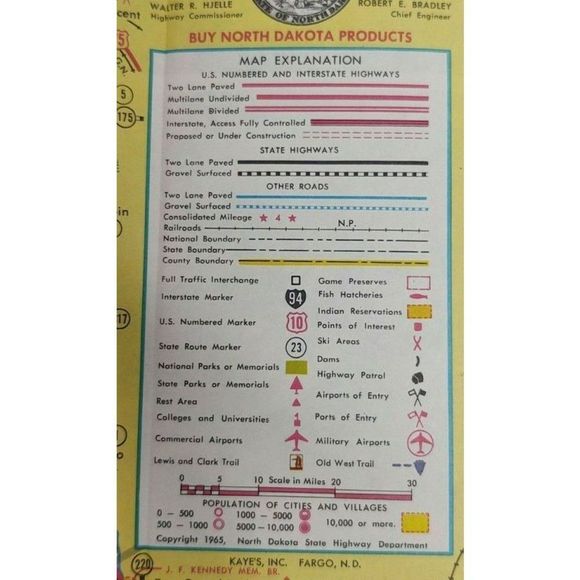 WALTER R. HJELLE
Highway Commissioner
ROBERT E. BRADLEY
Chief Engineer
BUY NORTH DAKOTA PRODUCTS
MAP EXPLANATION
U.S. NUMBERED AND INTERSTATE HIGHWAYS
Two Lane Paved
Multilane Undivided
Multilane Divided
Interstate, Access Fully Controlled
Proposed or Under Construction
STATE HIGHWAYS
Two Lane Paved
Gravel Surfaced
OTHER ROADS
Two Lane Paved
Gravel Surfaced
Consolidated Mileage ★ 4 ★
Railroads N.P.
National Boundary
State Boundary
County Boundary
Full Traffic Interchange
Interstate Marker 94
U.S. Numbered Marker 10
State Route Marker 23
National Parks or Memorials
State Parks or Memorials
Rest Area
Colleges and Universities
Commercial Airports
Lewis and Clark Trail
Game Preserves
Fish Hatcheries
Indian Reservations
Points of Interest
Ski Areas
Dams
Highway Patrol
Airports of Entry
Ports of Entry
Military Airports
Old West Trail
0 5 10 Scale in Miles 20 30
POPULATION OF CITIES AND VILLAGES
0 – 500 1000 – 5000
500 – 1000 5000 – 10,000 10,000 or more.
Copyright 1965, North Dakota State Highway Department
KAYE'S, INC. FARGO, N.D.
220
J. F. KENNEDY MEM. BR.
cent
5
5
175
in
17